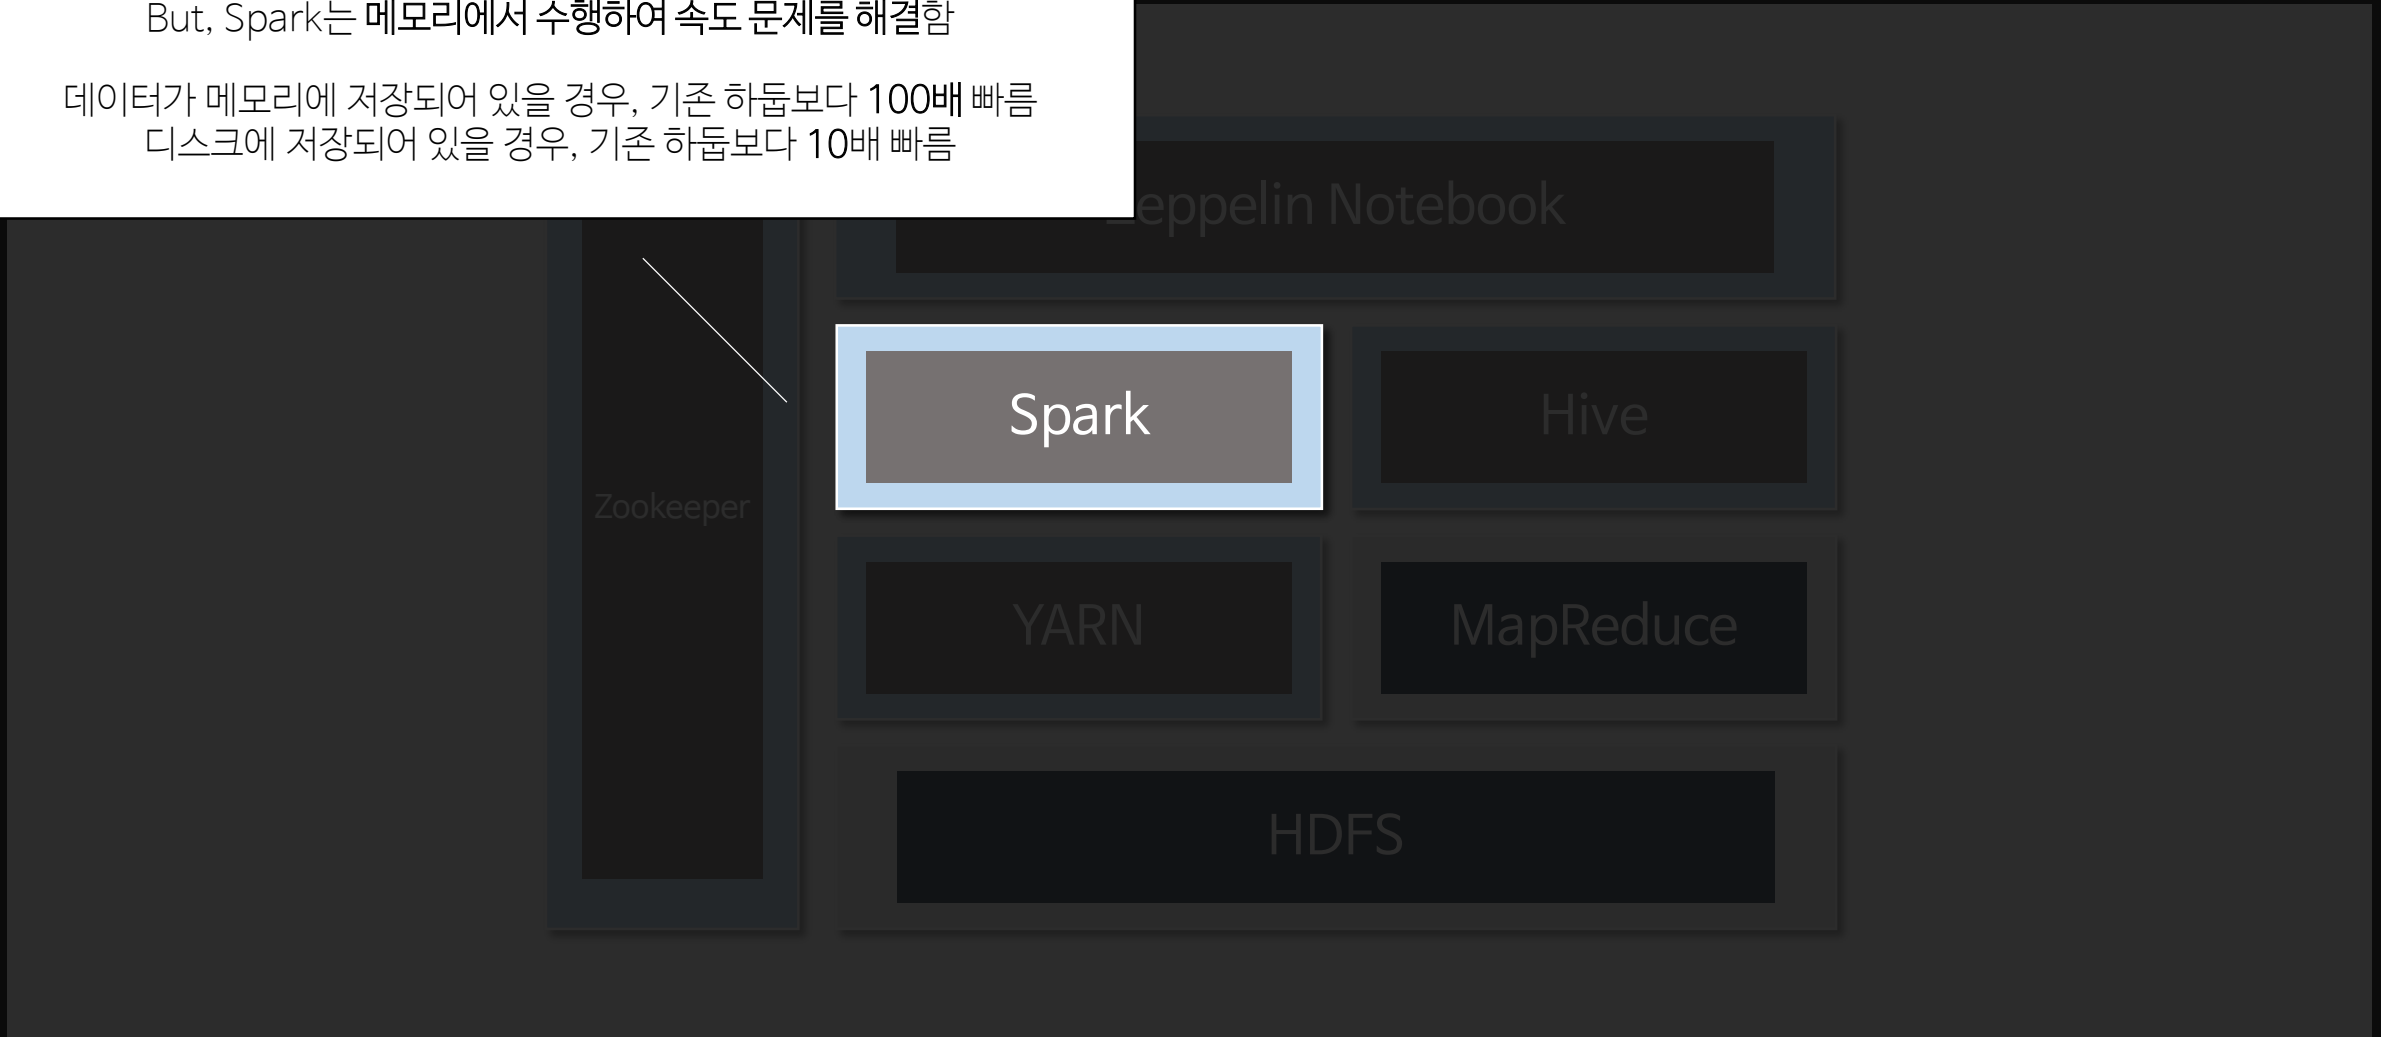 But, Spark는 메모리에서 수행하여 속도 문제를 해결함
데이터가 메모리에 저장되어 있을 경우, 기존 하둡보다 100배 빠름
디스크에 저장되어 있을 경우, 기존 하둡보다 10배 빠름
eppelin Notebook
Spark
Hive
Zookeeper
YARN
MapReduce
HDFS